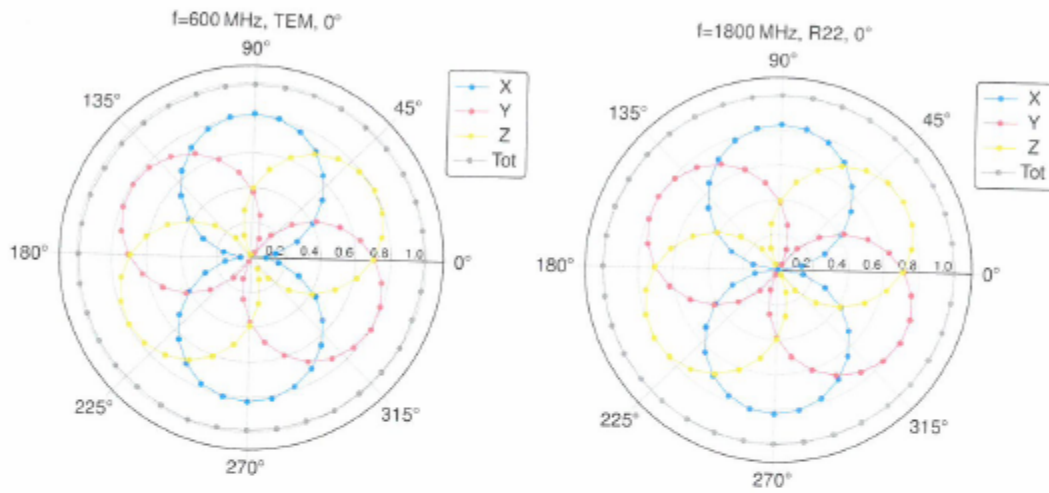 f=600 MHz, TEM, 0°
90°
135°
45°
180°
0.2 0.4 0.6 0.8 1.0
0°
225°
315°
270°
X
Y
Z
Tot
f=1800 MHz, R22, 0°
90°
135°
45°
180°
0.2 0.4 0.6 0.8 1.0
0°
225°
315°
270°
X
Y
Z
Tot